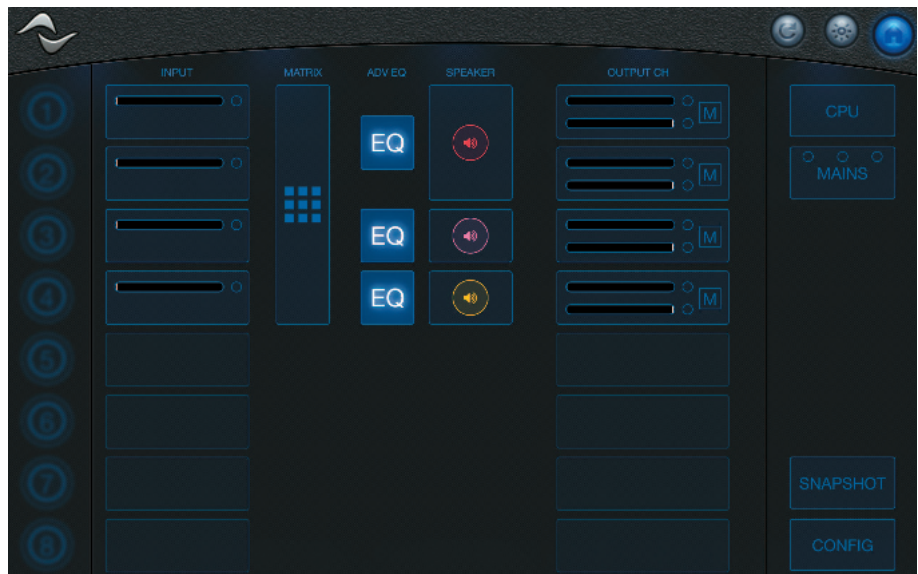 INPUT MATRIX ADV EQ SPEAKER OUTPUT CH
1 M CPU
EQ
2 M MAINS
3 EQ M
4 EQ M
5
6
7 SNAPSHOT
8 CONFIG